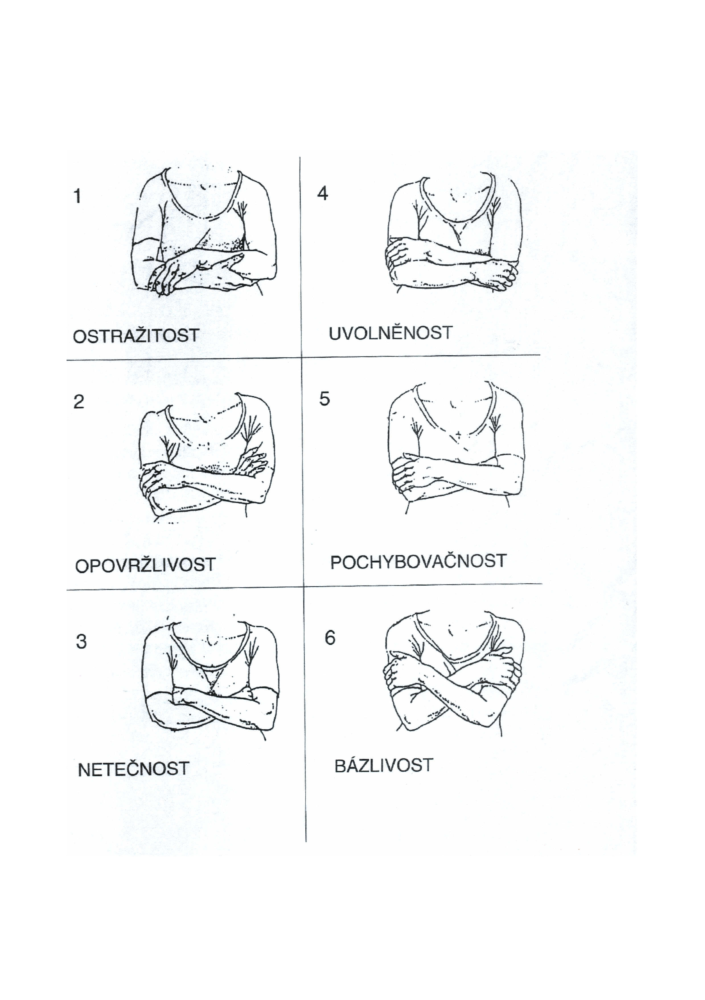 1
OSTRAŽITOST
4
UVOLNĚNOST
2
OPOVRŽLIVOST
5
POCHYBOVAČNOST
3
NETEČNOST
6
BÁZLIVOST